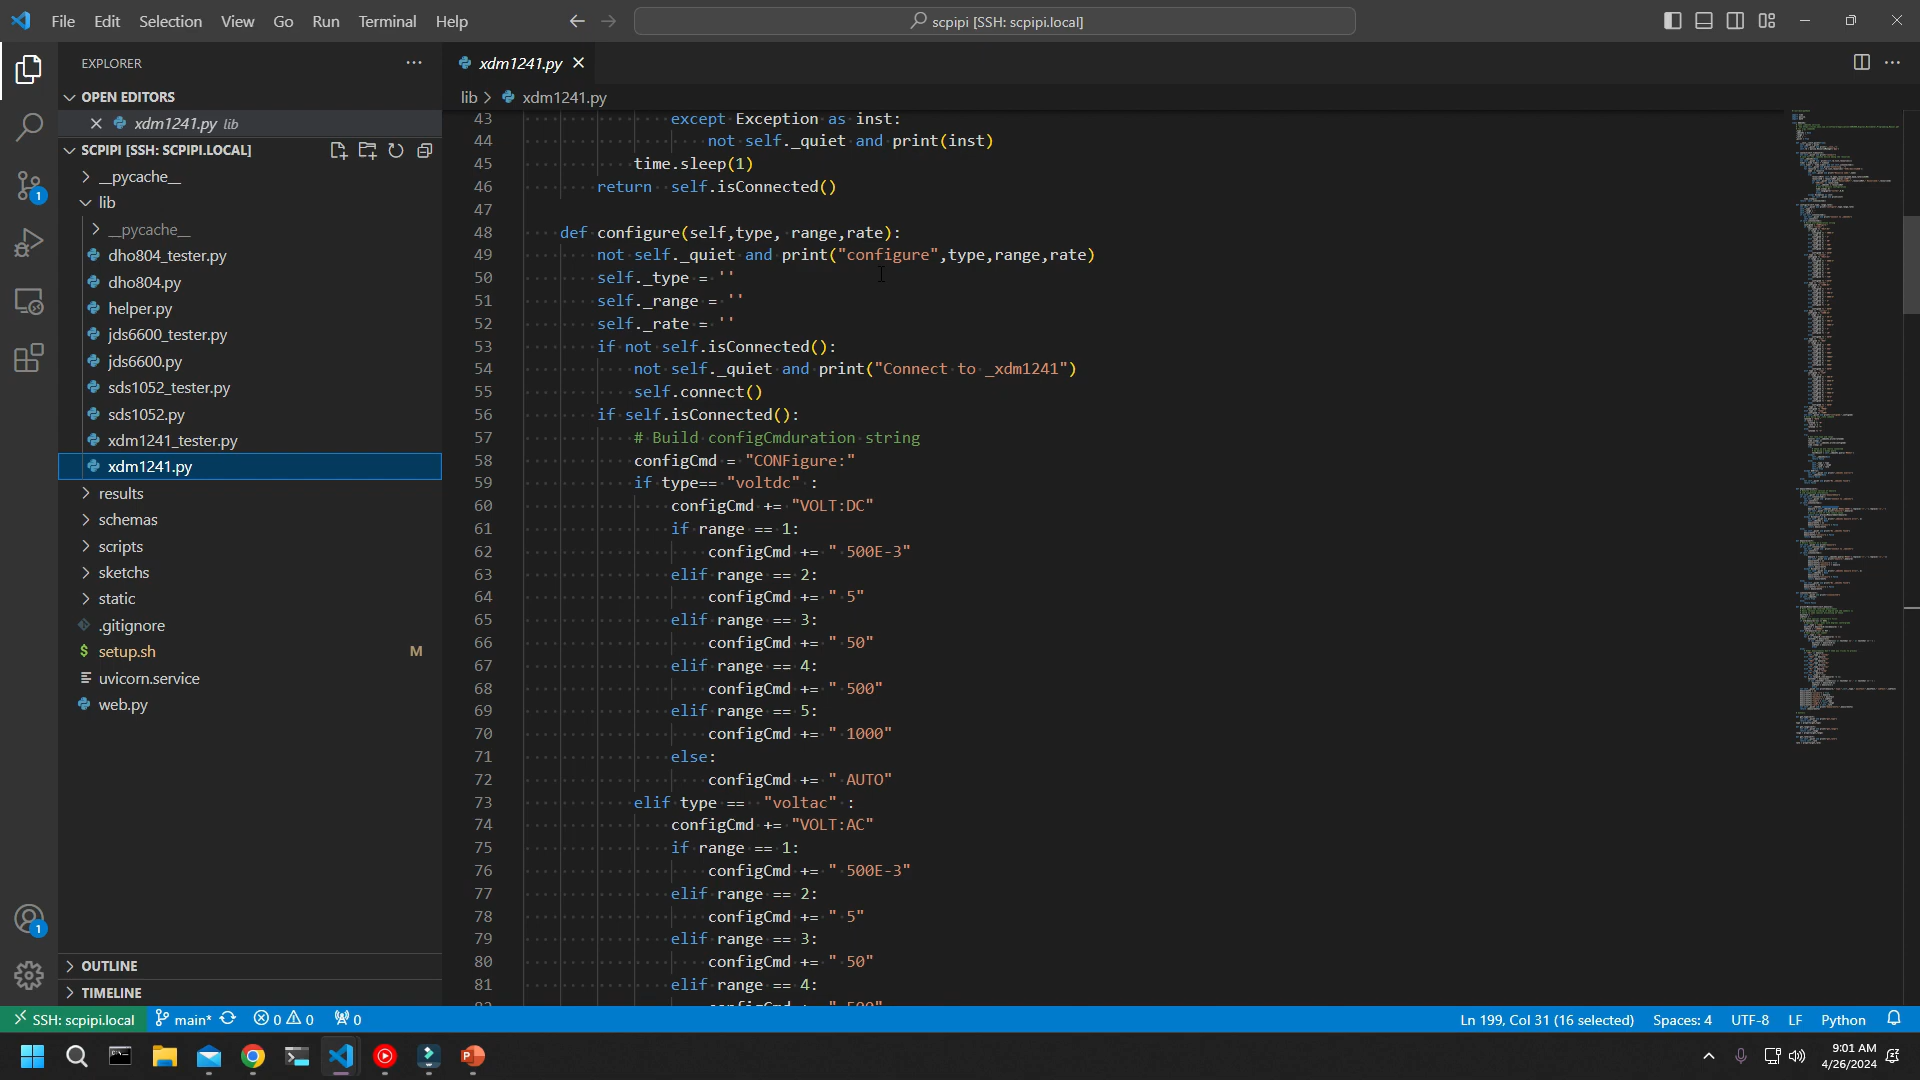 File Edit Selection View Go Run Terminal Help
scpipi [SSH: scpipi.local]
EXPLORER
OPEN EDITORS
xdm1241.py lib
SCPIPI [SSH: SCPIPI.LOCAL]
__pycache__
lib
__pycache__
dho804_tester.py
dho804.py
helper.py
jds6600_tester.py
jds6600.py
sds1052_tester.py
sds1052.py
xdm1241_tester.py
xdm1241.py
results
schemas
scripts
sketchs
static
.gitignore
$ setup.sh M
uvicorn.service
web.py
OUTLINE
TIMELINE
1
1
xdm1241.py
lib > xdm1241.py
43 except Exception as inst:
44 not self._quiet and print(inst)
45 time.sleep(1)
46 return self.isConnected()
47
48 def configure(self,type, range,rate):
49 not self._quiet and print("configure",type,range,rate)
50 self._type = ''
51 self._range = ''
52 self._rate = ''
53 if not self.isConnected():
54 not self._quiet and print("Connect to _xdm1241")
55 self.connect()
56 if self.isConnected():
57 # Build configCmduration string
58 configCmd = "CONFigure:"
59 if type== "voltdc" :
60 configCmd += "VOLT:DC"
61 if range == 1:
62 configCmd += " 500E-3"
63 elif range == 2:
64 configCmd += " 5"
65 elif range == 3:
66 configCmd += " 50"
67 elif range == 4:
68 configCmd += " 500"
69 elif range == 5:
70 configCmd += " 1000"
71 else:
72 configCmd += " AUTO"
73 elif type == "voltac" :
74 configCmd += "VOLT:AC"
75 if range == 1:
76 configCmd += " 500E-3"
77 elif range == 2:
78 configCmd += " 5"
79 elif range == 3:
80 configCmd += " 50"
81 elif range == 4:
82 configCmd += " 500"
SSH: scpipi.local main* 0 0 0 Ln 199, Col 31 (16 selected) Spaces: 4 UTF-8 LF Python
9:01 AM
4/26/2024